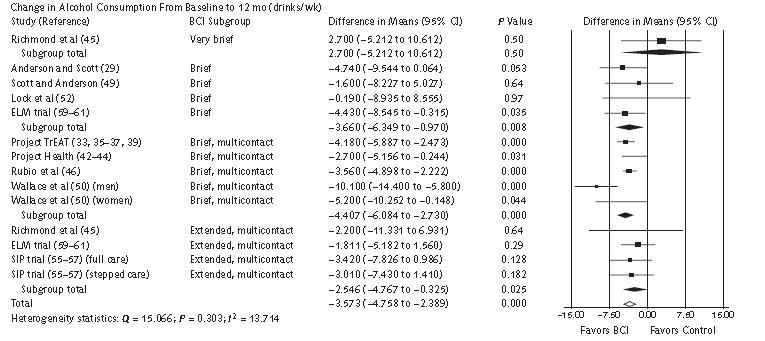 Change in Alcohol Consumption From Baseline to 12 mo (drinks/wk)
Study (Reference) BCI Subgroup Difference in Means (95% CI) P Value Difference in Means (95% CI)
Richmond et al (45) Very brief 2.700 (−5.212 to 10.612) 0.50
Subgroup total 2.700 (−5.212 to 10.612) 0.50
Anderson and Scott (29) Brief −4.740 (−9.544 to 0.064) 0.053
Scott and Anderson (49) Brief −1.600 (−8.227 to 5.027) 0.64
Lock et al (52) Brief −0.190 (−8.935 to 8.555) 0.97
ELM trial (59–61) Brief −4.430 (−8.545 to −0.315) 0.035
Subgroup total −3.660 (−6.349 to −0.970) 0.008
Project TrEAT (33, 35–37, 39) Brief, multicontact −4.180 (−5.887 to −2.473) 0.000
Project Health (42–44) Brief, multicontact −2.700 (−5.156 to −0.244) 0.031
Rubio et al (46) Brief, multicontact −3.560 (−4.898 to −2.222) 0.000
Wallace et al (50) (men) Brief, multicontact −10.100 (−14.400 to −5.800) 0.000
Wallace et al (50) (women) Brief, multicontact −5.200 (−10.252 to −0.148) 0.044
Subgroup total −4.407 (−6.084 to −2.730) 0.000
Richmond et al (45) Extended, multicontact −2.200 (−11.331 to 6.931) 0.64
ELM trial (59–61) Extended, multicontact −1.811 (−5.182 to 1.560) 0.29
SIP trial (55–57) (full care) Extended, multicontact −3.420 (−7.826 to 0.986) 0.128
SIP trial (55–57) (stepped care) Extended, multicontact −3.010 (−7.430 to 1.410) 0.182
Subgroup total −2.546 (−4.767 to −0.325) 0.025
Total −3.573 (−4.758 to −2.389) 0.000
Heterogeneity statistics: Q = 15.066; P = 0.303; I² = 13.714
−15.00 −7.50 0.00 7.50 15.00
Favors BCI Favors Control